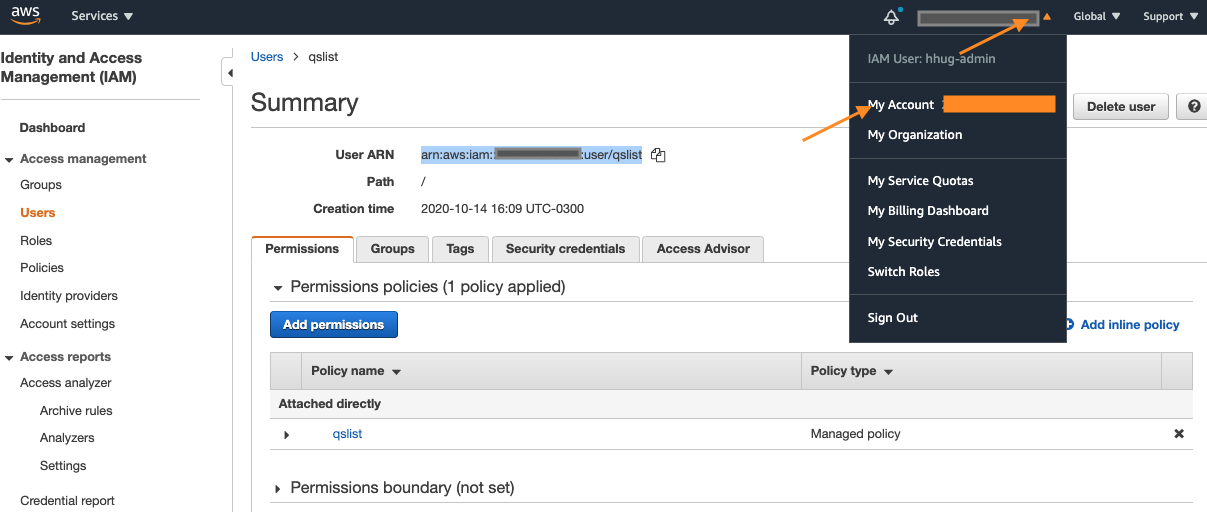 aws
Services
Global
Support
Identity and Access
Management (IAM)
Dashboard
Access management
Groups
Users
Roles
Policies
Identity providers
Account settings
Access reports
Access analyzer
Archive rules
Analyzers
Settings
Credential report
Users > qslist
Summary
Delete user
?
User ARN arn:aws:iam:: :user/qslist
Path /
Creation time 2020-10-14 16:09 UTC-0300
Permissions
Groups
Tags
Security credentials
Access Advisor
Permissions policies (1 policy applied)
Add permissions
Add inline policy
Policy name
Policy type
Attached directly
qslist
Managed policy
Permissions boundary (not set)
IAM User: hhug-admin
My Account
My Organization
My Service Quotas
My Billing Dashboard
My Security Credentials
Switch Roles
Sign Out